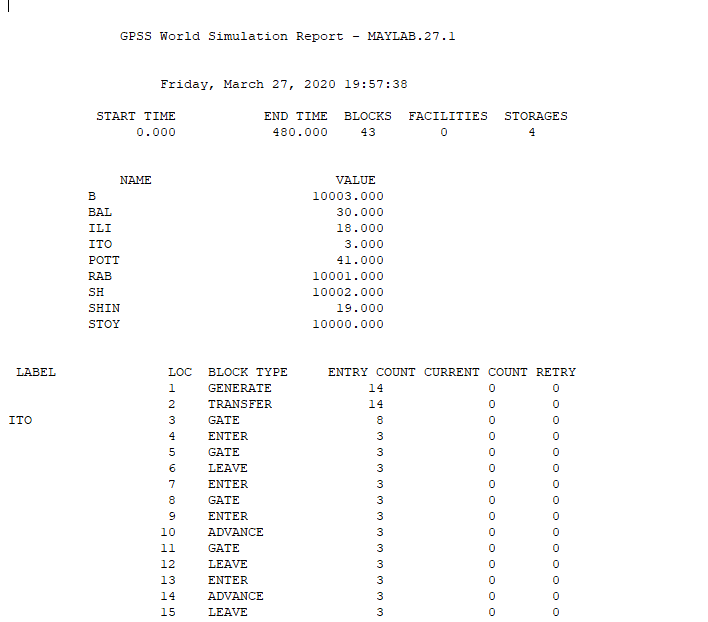 GPSS World Simulation Report - MAYLAB.27.1
Friday, March 27, 2020 19:57:38
START TIME END TIME BLOCKS FACILITIES STORAGES
0.000 480.000 43 0 4
NAME VALUE
B 10003.000
BAL 30.000
ILI 18.000
ITO 3.000
POTT 41.000
RAB 10001.000
SH 10002.000
SHIN 19.000
STOY 10000.000
LABEL LOC BLOCK TYPE ENTRY COUNT CURRENT COUNT RETRY
1 GENERATE 14 0 0
2 TRANSFER 14 0 0
ITO 3 GATE 8 0 0
4 ENTER 3 0 0
5 GATE 3 0 0
6 LEAVE 3 0 0
7 ENTER 3 0 0
8 GATE 3 0 0
9 ENTER 3 0 0
10 ADVANCE 3 0 0
11 GATE 3 0 0
12 LEAVE 3 0 0
13 ENTER 3 0 0
14 ADVANCE 3 0 0
15 LEAVE 3 0 0